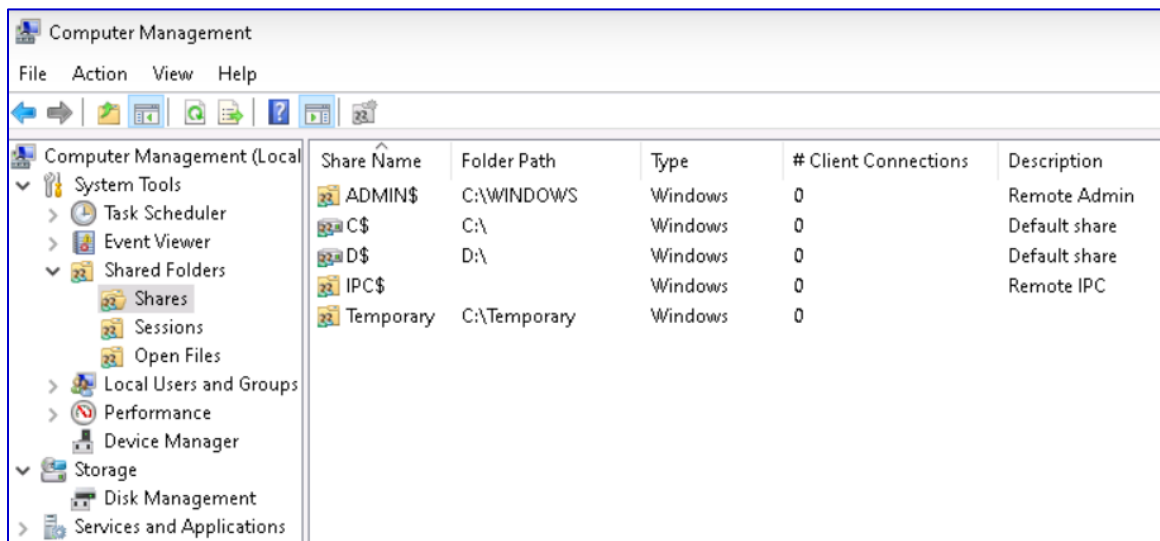 Computer Management
File Action View Help
Computer Management (Local
System Tools
Task Scheduler
Event Viewer
Shared Folders
Shares
Sessions
Open Files
Local Users and Groups
Performance
Device Manager
Storage
Disk Management
Services and Applications
Share Name Folder Path Type # Client Connections Description
ADMIN$ C:\WINDOWS Windows 0 Remote Admin
C$ C:\ Windows 0 Default share
D$ D:\ Windows 0 Default share
IPC$ Windows 0 Remote IPC
Temporary C:\Temporary Windows 0